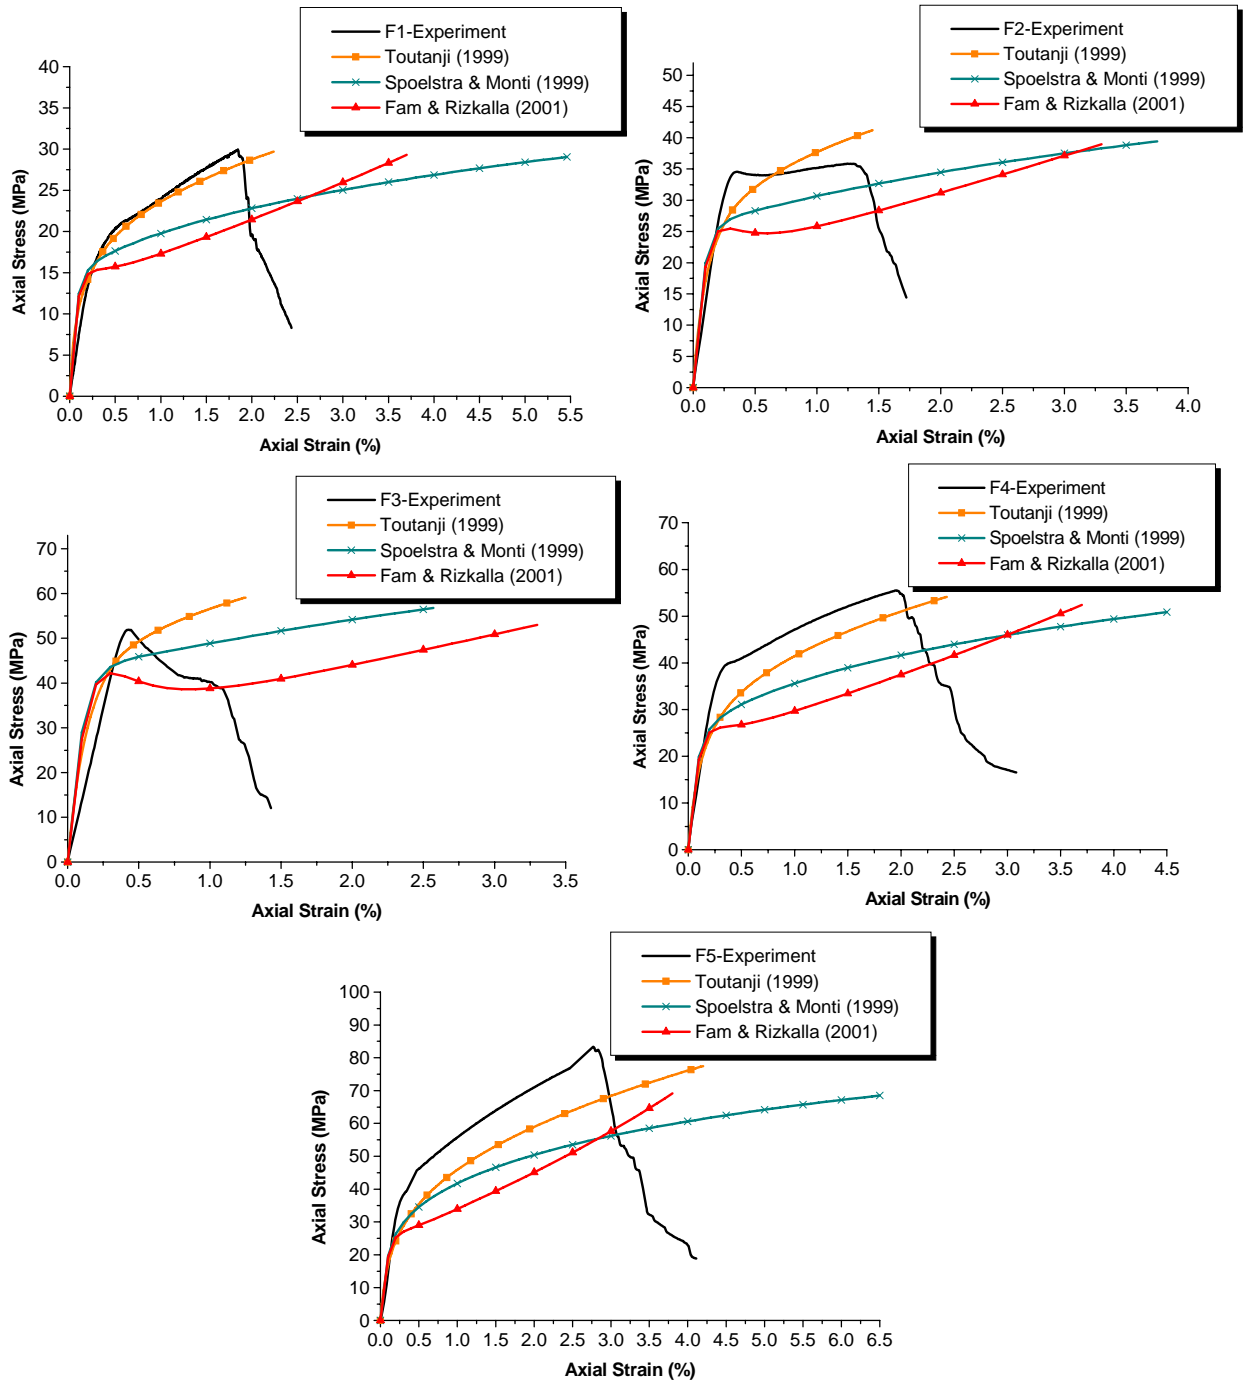 F1-Experiment
Toutanji (1999)
Spoelstra & Monti (1999)
Fam & Rizkalla (2001)
Axial Stress (MPa)
40
35
30
25
20
15
10
5
0
0.0 0.5 1.0 1.5 2.0 2.5 3.0 3.5 4.0 4.5 5.0 5.5
Axial Strain (%)
F2-Experiment
Toutanji (1999)
Spoelstra & Monti (1999)
Fam & Rizkalla (2001)
Axial Stress (MPa)
50
45
40
35
30
25
20
15
10
5
0
0.0 0.5 1.0 1.5 2.0 2.5 3.0 3.5 4.0
Axial Strain (%)
F3-Experiment
Toutanji (1999)
Spoelstra & Monti (1999)
Fam & Rizkalla (2001)
Axial Stress (MPa)
70
60
50
40
30
20
10
0
0.0 0.5 1.0 1.5 2.0 2.5 3.0 3.5
Axial Strain (%)
F4-Experiment
Toutanji (1999)
Spoelstra & Monti (1999)
Fam & Rizkalla (2001)
Axial Stress (MPa)
70
60
50
40
30
20
10
0
0.0 0.5 1.0 1.5 2.0 2.5 3.0 3.5 4.0 4.5
Axial Strain (%)
F5-Experiment
Toutanji (1999)
Spoelstra & Monti (1999)
Fam & Rizkalla (2001)
Axial Stress (MPa)
100
90
80
70
60
50
40
30
20
10
0
0.0 0.5 1.0 1.5 2.0 2.5 3.0 3.5 4.0 4.5 5.0 5.5 6.0 6.5
Axial Strain (%)